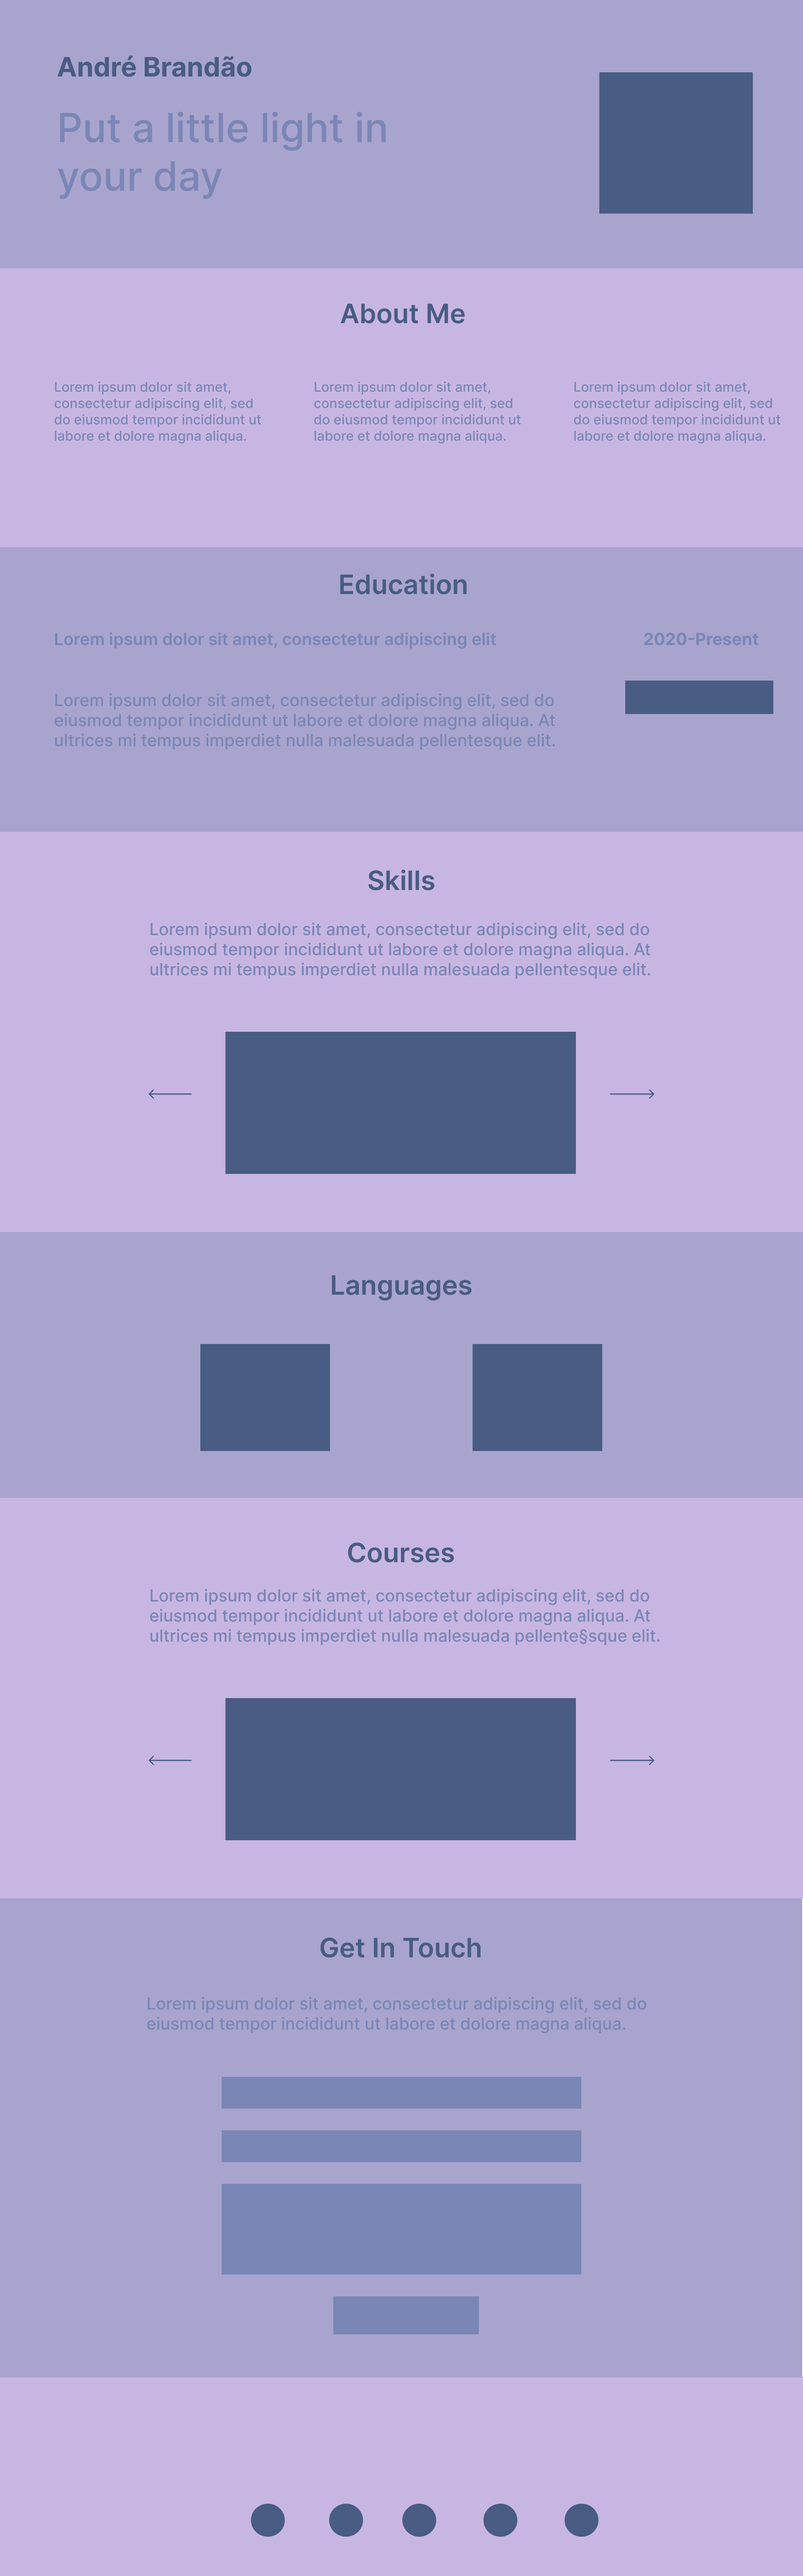 André Brandão
Put a little light in
your day
About Me
Lorem ipsum dolor sit amet,
consectetur adipiscing elit, sed
do eiusmod tempor incididunt ut
labore et dolore magna aliqua.
Lorem ipsum dolor sit amet,
consectetur adipiscing elit, sed
do eiusmod tempor incididunt ut
labore et dolore magna aliqua.
Lorem ipsum dolor sit amet,
consectetur adipiscing elit, sed
do eiusmod tempor incididunt ut
labore et dolore magna aliqua.
Education
Lorem ipsum dolor sit amet, consectetur adipiscing elit
2020-Present
Lorem ipsum dolor sit amet, consectetur adipiscing elit, sed do
eiusmod tempor incididunt ut labore et dolore magna aliqua. At
ultrices mi tempus imperdiet nulla malesuada pellentesque elit.
Skills
Lorem ipsum dolor sit amet, consectetur adipiscing elit, sed do
eiusmod tempor incididunt ut labore et dolore magna aliqua. At
ultrices mi tempus imperdiet nulla malesuada pellentesque elit.
Languages
Courses
Lorem ipsum dolor sit amet, consectetur adipiscing elit, sed do
eiusmod tempor incididunt ut labore et dolore magna aliqua. At
ultrices mi tempus imperdiet nulla malesuada pellente§sque elit.
Get In Touch
Lorem ipsum dolor sit amet, consectetur adipiscing elit, sed do
eiusmod tempor incididunt ut labore et dolore magna aliqua.